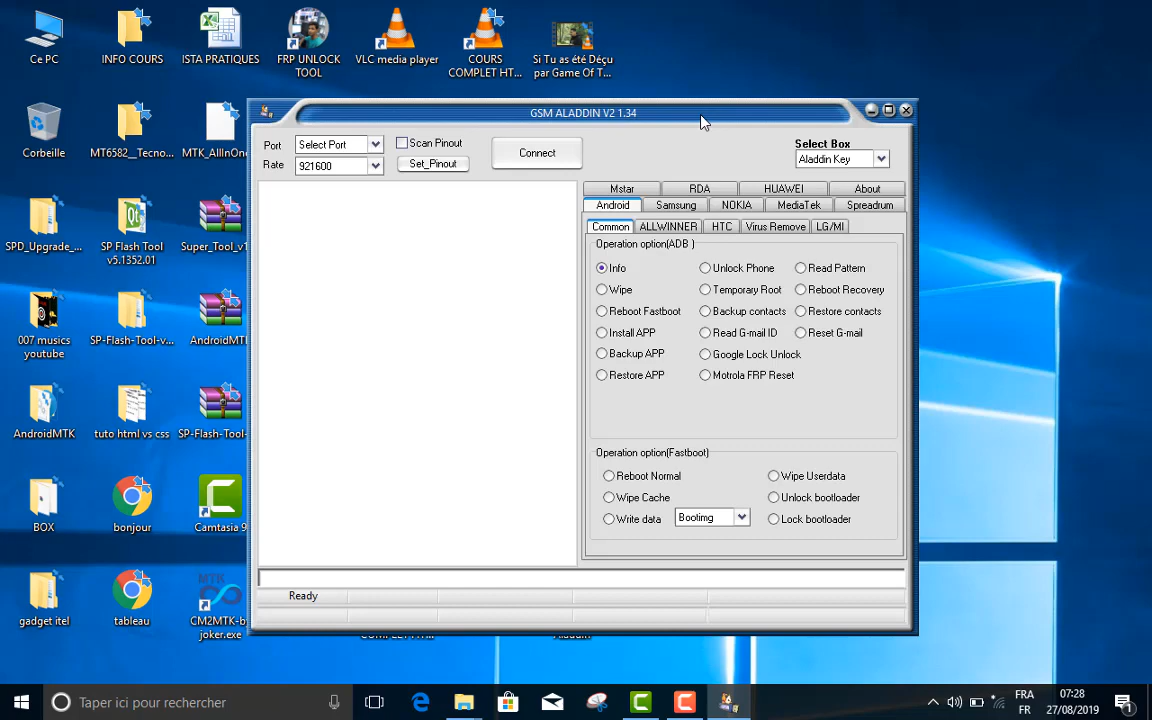 Ce PC
INFO COURS
ISTA PRATIQUES
FRP UNLOCK
TOOL
VLC media player
COURS
COMPLET HT...
Si Tu as été Déçu
par Game Of T...
Corbeille
MT6582__Tecno...
MTK_AllInOne
SPD_Upgrade_...
SP Flash Tool
v5.1352.01
Super_Tool_v1
007 musics
youtube
SP-Flash-Tool-v...
AndroidMT
AndroidMTK
tuto html vs css
SP-Flash-Tool-
BOX
bonjour
Camtasia 9
gadget itel
tableau
MTK
CM2MTK-by
joker.exe
GSM ALADDIN V2 1.34
Port
Select Port
Scan Pinout
Rate
921600
Set_Pinout
Connect
Select Box
Aladdin Key
Mstar
RDA
HUAWEI
About
Android
Samsung
NOKIA
MediaTek
Spreadrum
Common
ALLWINNER
HTC
Virus Remove
LG/MI
Operation option(ADB )
Info
Unlock Phone
Read Pattern
Wipe
Temporary Root
Reboot Recovery
Reboot Fastboot
Backup contacts
Restore contacts
Install APP
Read G-mail ID
Reset G-mail
Backup APP
Google Lock Unlock
Restore APP
Motrola FRP Reset
Operation option(Fastboot)
Reboot Normal
Wipe Userdata
Wipe Cache
Unlock bootloader
Write data
Bootimg
Lock bootloader
Ready
Taper ici pour rechercher
FRA
FR
07:28
27/08/2019
1